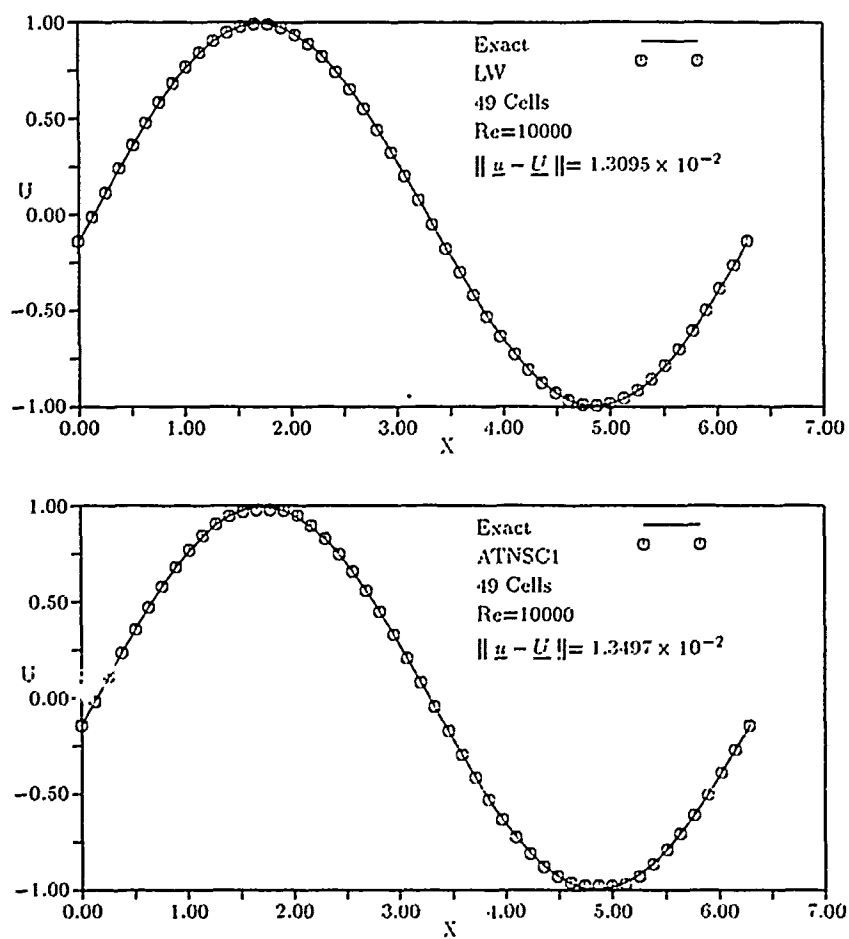 1.00
0.50
U
0.00
−0.50
−1.00
0.00 1.00 2.00 3.00 4.00 5.00 6.00 7.00
X
Exact
LW
49 Cells
Re=10000
‖ u − U ‖= 1.3095 × 10⁻²
1.00
0.50
U
0.00
−0.50
−1.00
0.00 1.00 2.00 3.00 4.00 5.00 6.00 7.00
X
Exact
ATNSC1
49 Cells
Re=10000
‖ u − U ‖= 1.3497 × 10⁻²